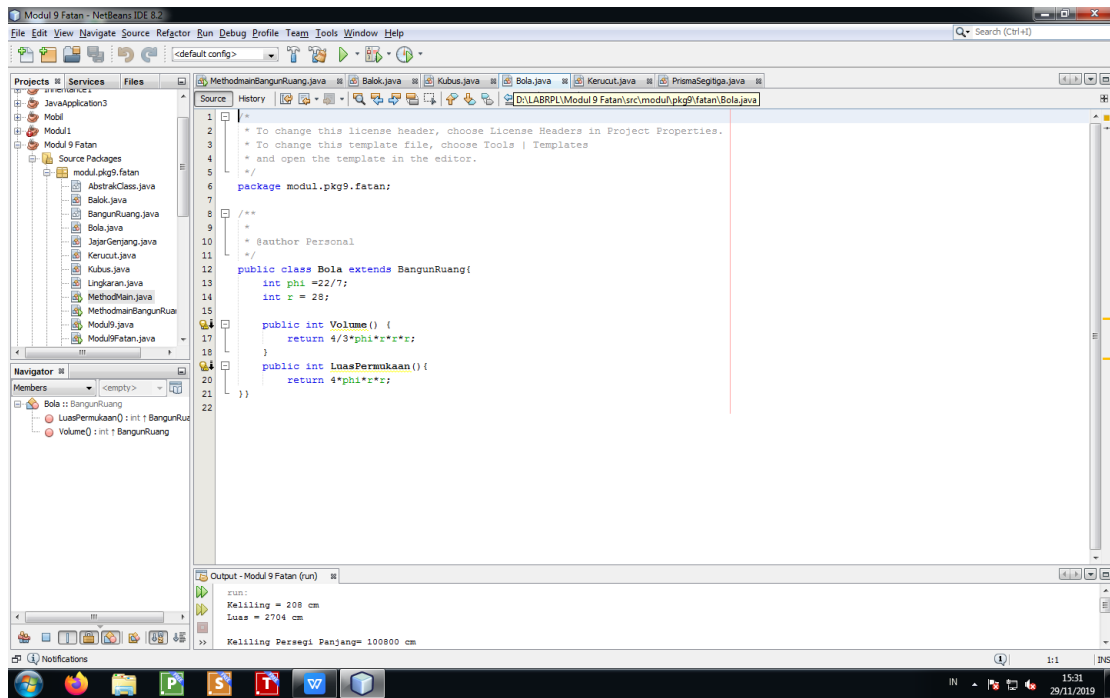 Modul 9 Fatan - NetBeans IDE 8.2
File Edit View Navigate Source Refactor Run Debug Profile Team Tools Window Help
Search (Ctrl+I)
<default config>
Projects Services Files
MethodmainBangunRuang.java Balok.java Kubus.java Bola.java Kerucut.java PrismaSegitiga.java
Source History
D:\LABRPL\Modul 9 Fatan\src\modul\pkg9\fatan\Bola.java
JavaApplication3
Mobil
Modul1
Modul 9 Fatan
Source Packages
modul.pkg9.fatan
AbstrakClass.java
Balok.java
BangunRuang.java
Bola.java
JajarGenjang.java
Kerucut.java
Kubus.java
Lingkaran.java
MethodMain.java
MethodmainBangunRuan
Modul9.java
Modul9Fatan.java
Navigator
Members <empty>
Bola :: BangunRuang
LuasPermukaan() : int ↑ BangunRua
Volume() : int ↑ BangunRuang
1 /*
2 * To change this license header, choose License Headers in Project Properties.
3 * To change this template file, choose Tools | Templates
4 * and open the template in the editor.
5 */
6 package modul.pkg9.fatan;
7
8 /**
9 *
10 * @author Personal
11 */
12 public class Bola extends BangunRuang{
13 int phi =22/7;
14 int r = 28;
15
public int Volume() {
17 return 4/3*phi*r*r*r;
18 }
public int LuasPermukaan(){
20 return 4*phi*r*r;
21 }}
22
Output - Modul 9 Fatan (run)
run:
Keliling = 208 cm
Luas = 2704 cm
Keliling Persegi Panjang= 100800 cm
Notifications
1:1 INS
IN
15:31
29/11/2019